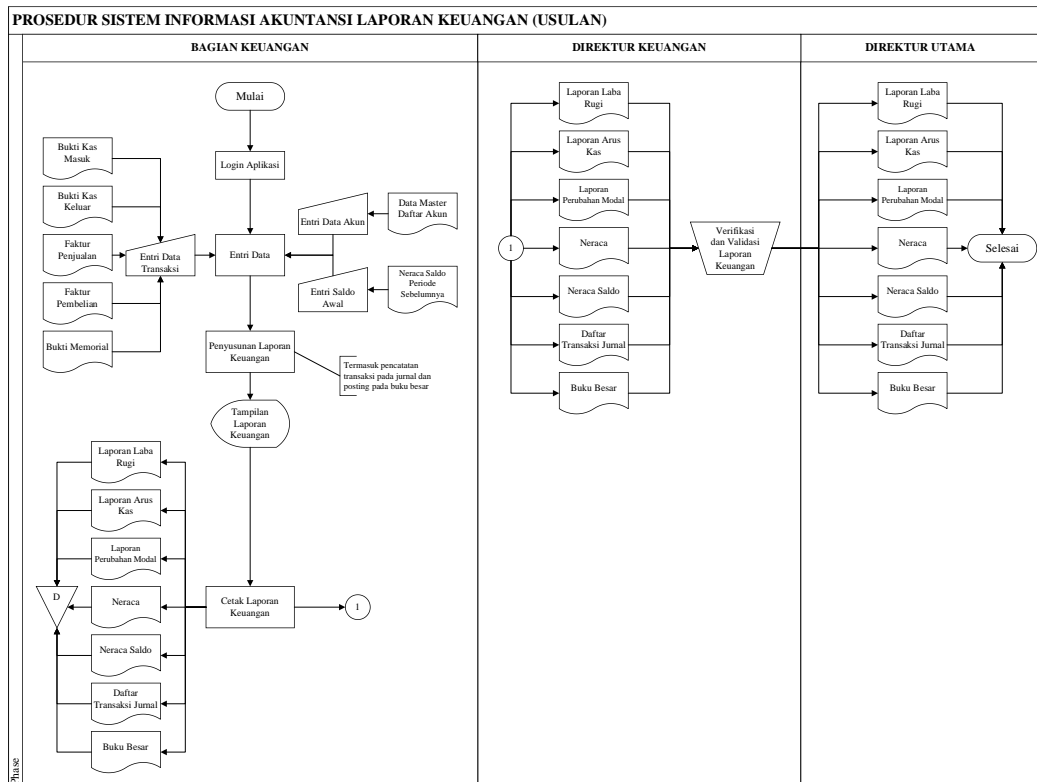 PROSEDUR SISTEM INFORMASI AKUNTANSI LAPORAN KEUANGAN (USULAN)
BAGIAN KEUANGAN
DIREKTUR KEUANGAN
DIREKTUR UTAMA
Mulai
Login Aplikasi
Bukti Kas
Masuk
Bukti Kas
Keluar
Faktur
Penjualan
Faktur
Pembelian
Bukti Memorial
Entri Data
Transaksi
Entri Data
Entri Data Akun
Data Master
Daftar Akun
Entri Saldo
Awal
Neraca Saldo
Periode
Sebelumnya
Penyusunan Laporan
Keuangan
Termasuk pencatatan
transaksi pada jurnal dan
posting pada buku besar
Tampilan
Laporan
Keuangan
Laporan Laba
Rugi
Laporan Arus
Kas
Laporan
Perubahan Modal
D
Neraca
Cetak Laporan
Keuangan
1
Neraca Saldo
Daftar
Transaksi Jurnal
Buku Besar
Phase
Laporan Laba
Rugi
Laporan Arus
Kas
Laporan
Perubahan Modal
1
Neraca
Verifikasi
dan Validasi
Laporan
Keuangan
Neraca Saldo
Daftar
Transaksi Jurnal
Buku Besar
Laporan Laba
Rugi
Laporan Arus
Kas
Laporan
Perubahan Modal
Neraca
Selesai
Neraca Saldo
Daftar
Transaksi Jurnal
Buku Besar